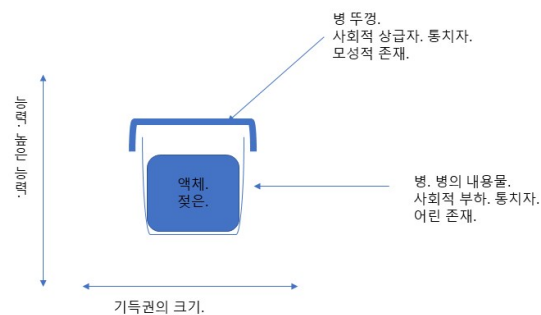 병 뚜껑.
사회적 상급자. 통치자.
모성적 존재.
능력. 높은 능력.
액체.
젖은.
병. 병의 내용물.
사회적 부하. 통치자.
어린 존재.
기득권의 크기.